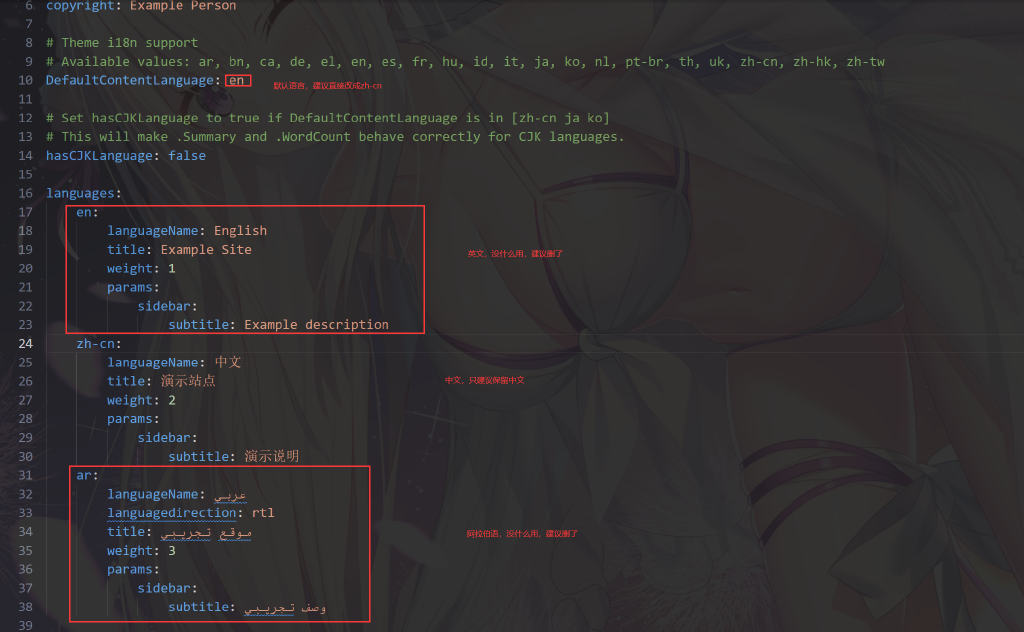 6 copyright: Example Person
7
8 # Theme i18n support
9 # Available values: ar, bn, ca, de, el, en, es, fr, hu, id, it, ja, ko, nl, pt-br, th, uk, zh-cn, zh-hk, zh-tw
10 DefaultContentLanguage: en 默认语言，建议直接改成zh-cn
11
12 # Set hasCJKLanguage to true if DefaultContentLanguage is in [zh-cn ja ko]
13 # This will make .Summary and .WordCount behave correctly for CJK languages.
14 hasCJKLanguage: false
15
16 languages:
17 en:
18 languageName: English
19 title: Example Site 英文，没什么用，建议删了
20 weight: 1
21 params:
22 sidebar:
23 subtitle: Example description
24 zh-cn:
25 languageName: 中文
26 title: 演示站点 中文，只建议保留中文
27 weight: 2
28 params:
29 sidebar:
30 subtitle: 演示说明
31 ar:
32 languageName: عربي
33 languagedirection: rtl
34 title: موقع تجريبي 阿拉伯语，没什么用，建议删了
35 weight: 3
36 params:
37 sidebar:
38 subtitle: وصف تجريبي
39